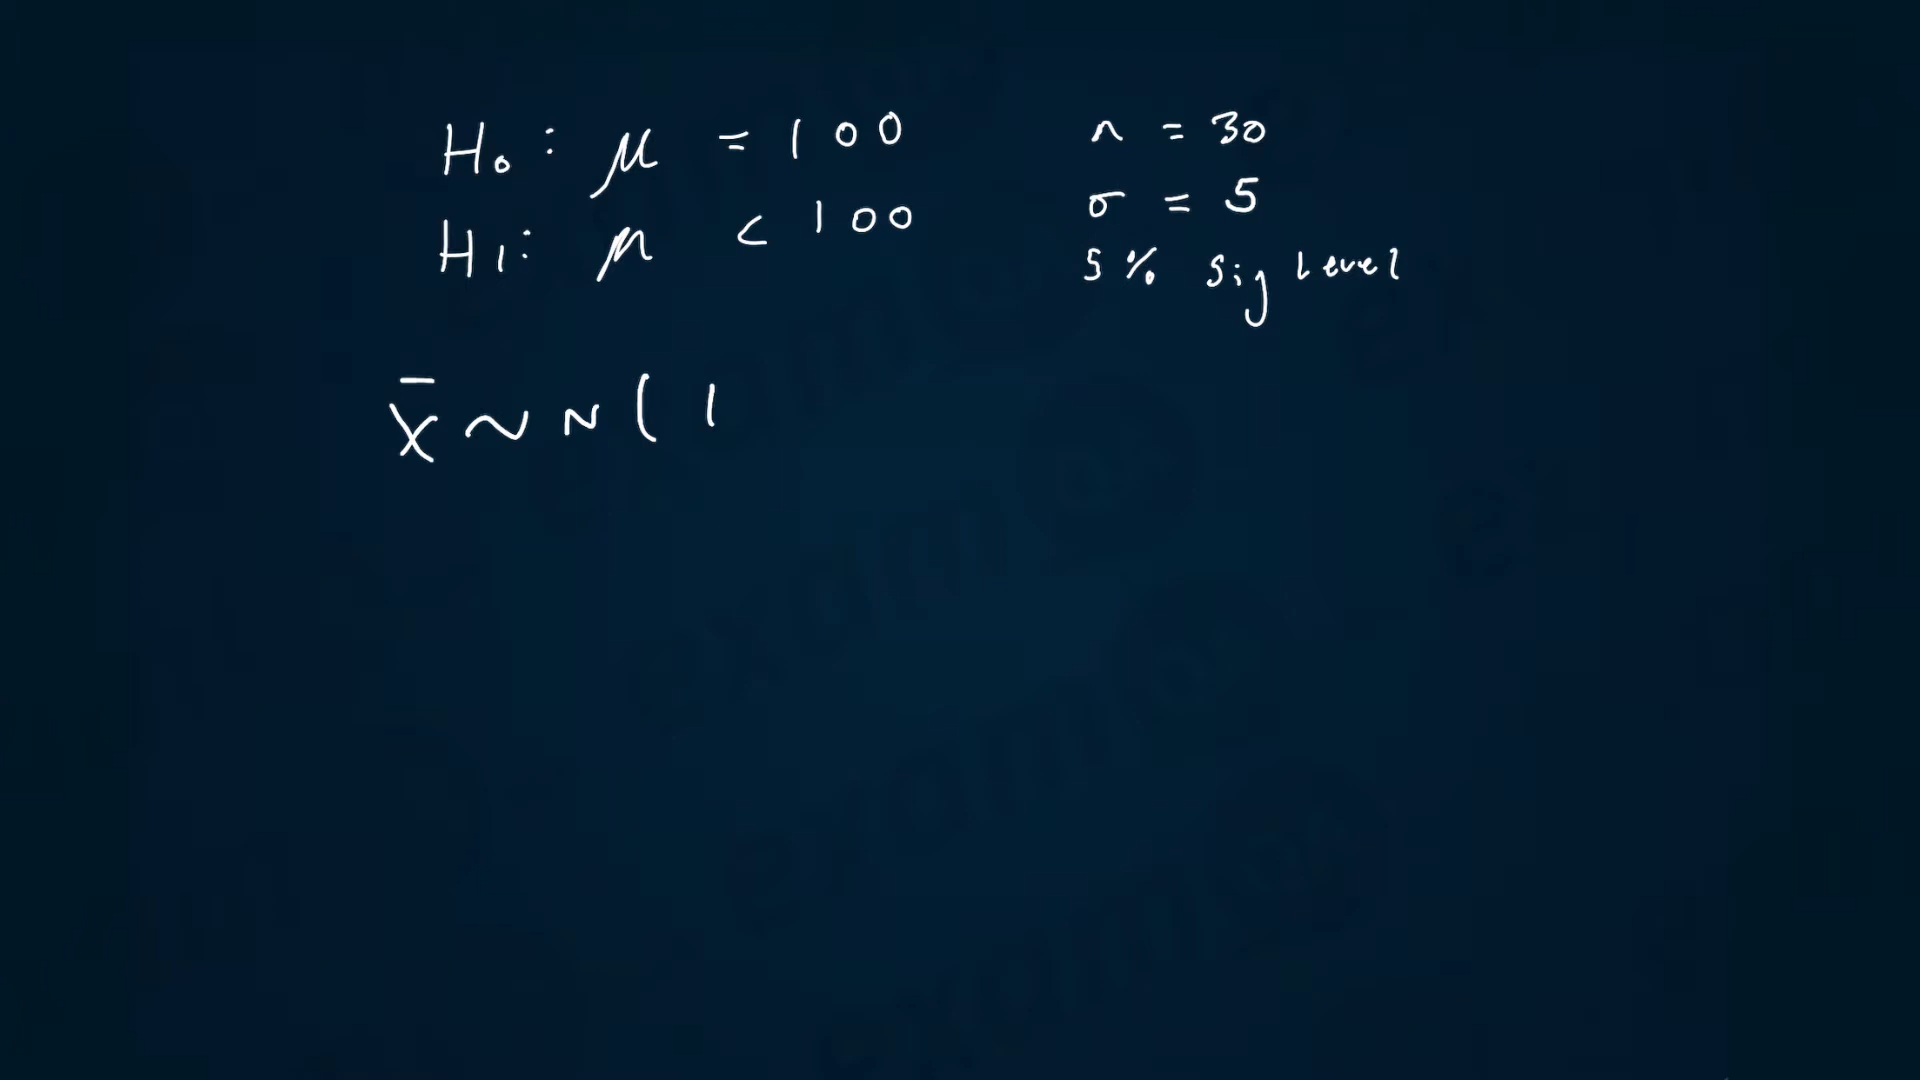 H₀: μ = 100
H₁: μ < 100
n = 30
σ = 5
5% Sig Level
X̄ ~ N( 1